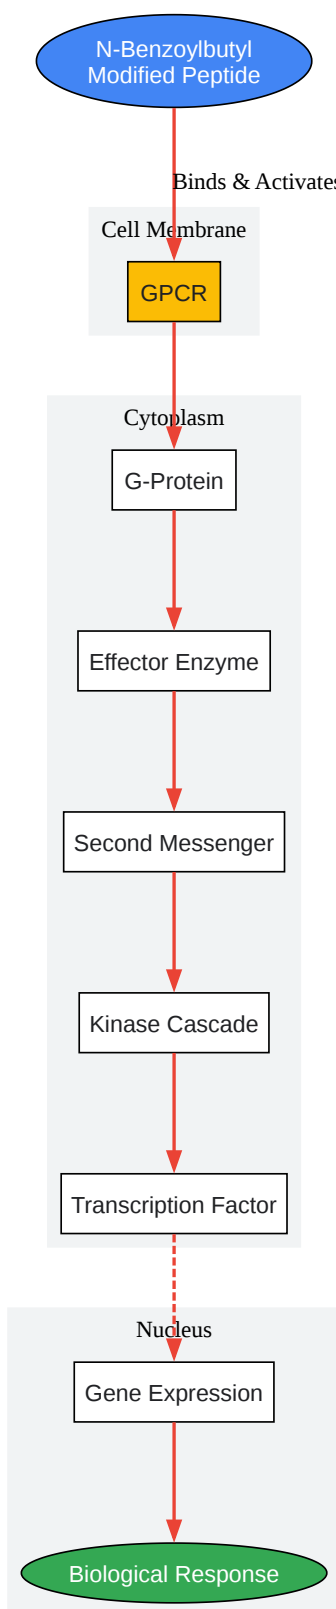 N-Benzoylbutyl
Modified Peptide
Binds & Activates
Cell Membrane
GPCR
Cytoplasm
G-Protein
Effector Enzyme
Second Messenger
Kinase Cascade
Transcription Factor
Nucleus
Gene Expression
Biological Response